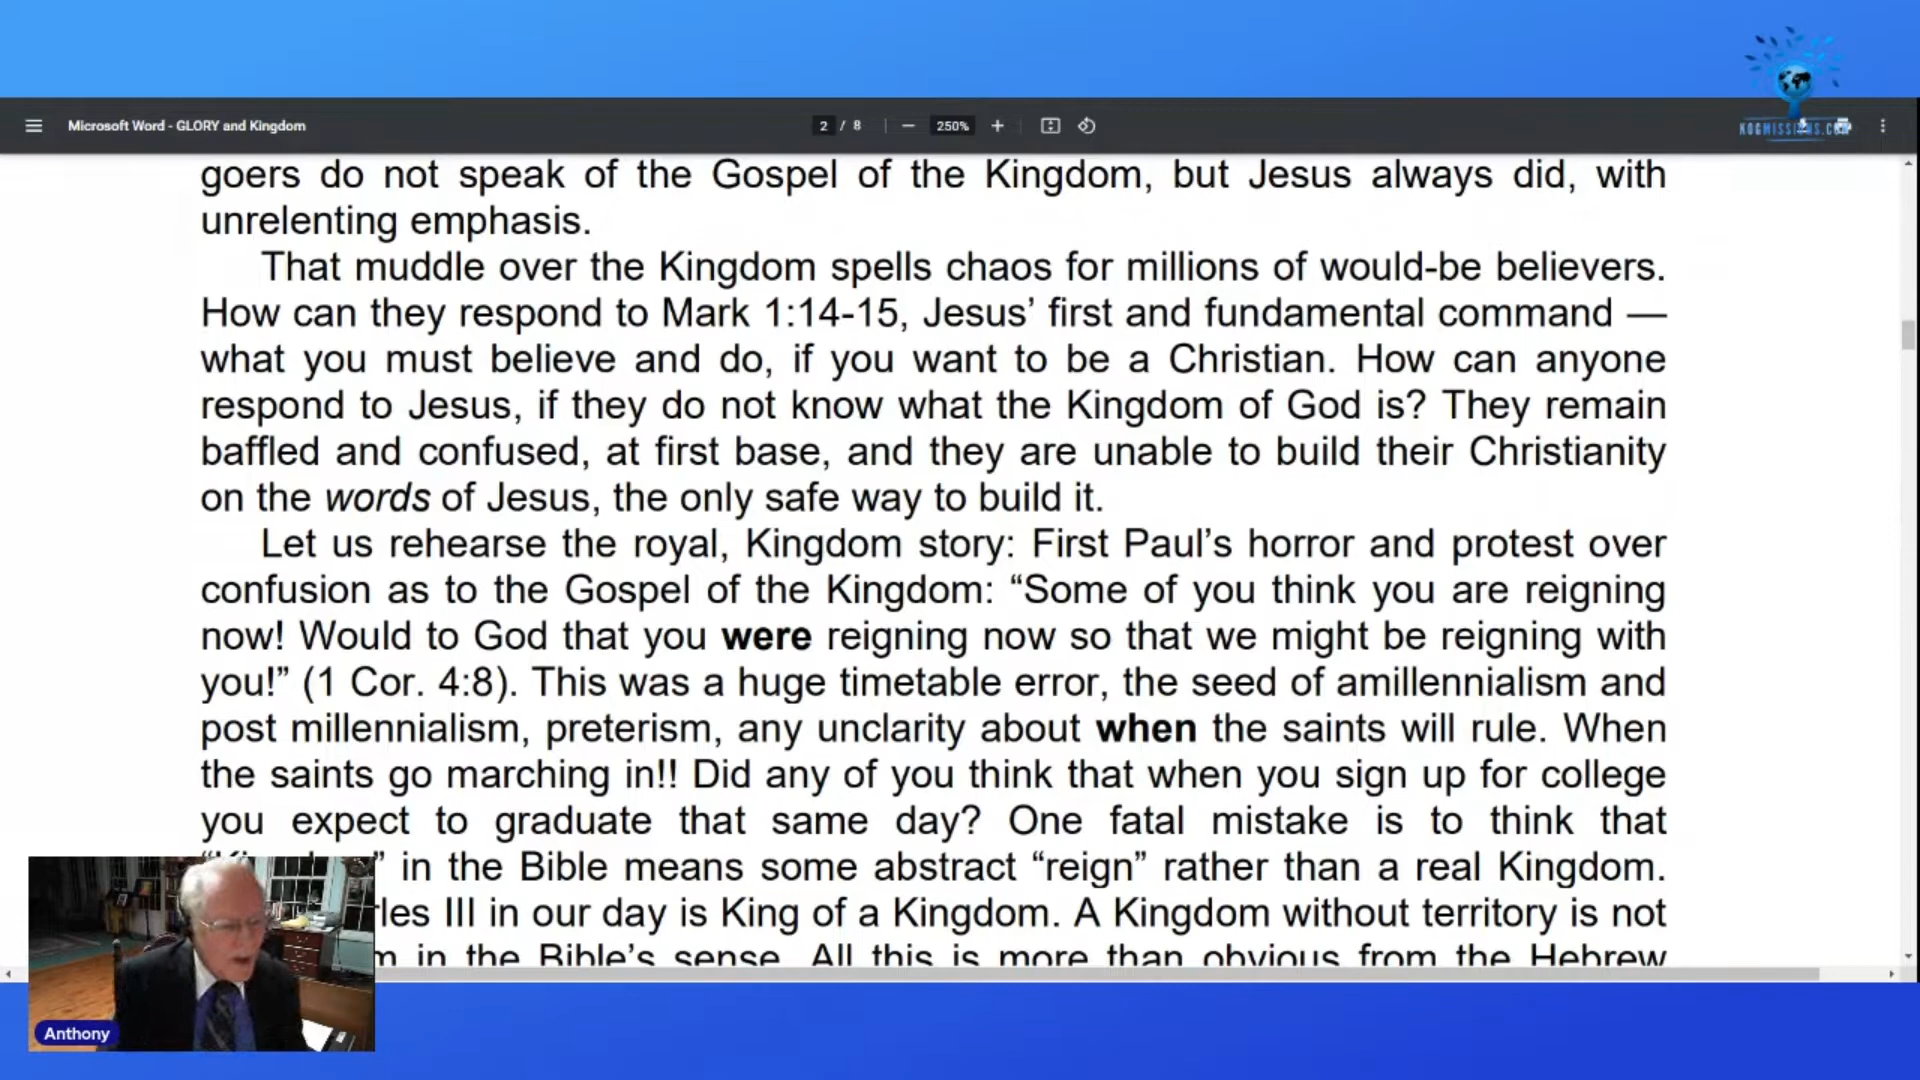 Microsoft Word - GLORY and Kingdom
2 / 8
250%
goers do not speak of the Gospel of the Kingdom, but Jesus always did, with
unrelenting emphasis.
That muddle over the Kingdom spells chaos for millions of would-be believers.
How can they respond to Mark 1:14-15, Jesus’ first and fundamental command —
what you must believe and do, if you want to be a Christian. How can anyone
respond to Jesus, if they do not know what the Kingdom of God is? They remain
baffled and confused, at first base, and they are unable to build their Christianity
on the words of Jesus, the only safe way to build it.
Let us rehearse the royal, Kingdom story: First Paul’s horror and protest over
confusion as to the Gospel of the Kingdom: “Some of you think you are reigning
now! Would to God that you were reigning now so that we might be reigning with
you!” (1 Cor. 4:8). This was a huge timetable error, the seed of amillennialism and
post millennialism, preterism, any unclarity about when the saints will rule. When
the saints go marching in!! Did any of you think that when you sign up for college
you expect to graduate that same day? One fatal mistake is to think that
” in the Bible means some abstract “reign” rather than a real Kingdom.
rles III in our day is King of a Kingdom. A Kingdom without territory is not
m in the Bible’s sense. All this is more than obvious from the Hebrew
Anthony